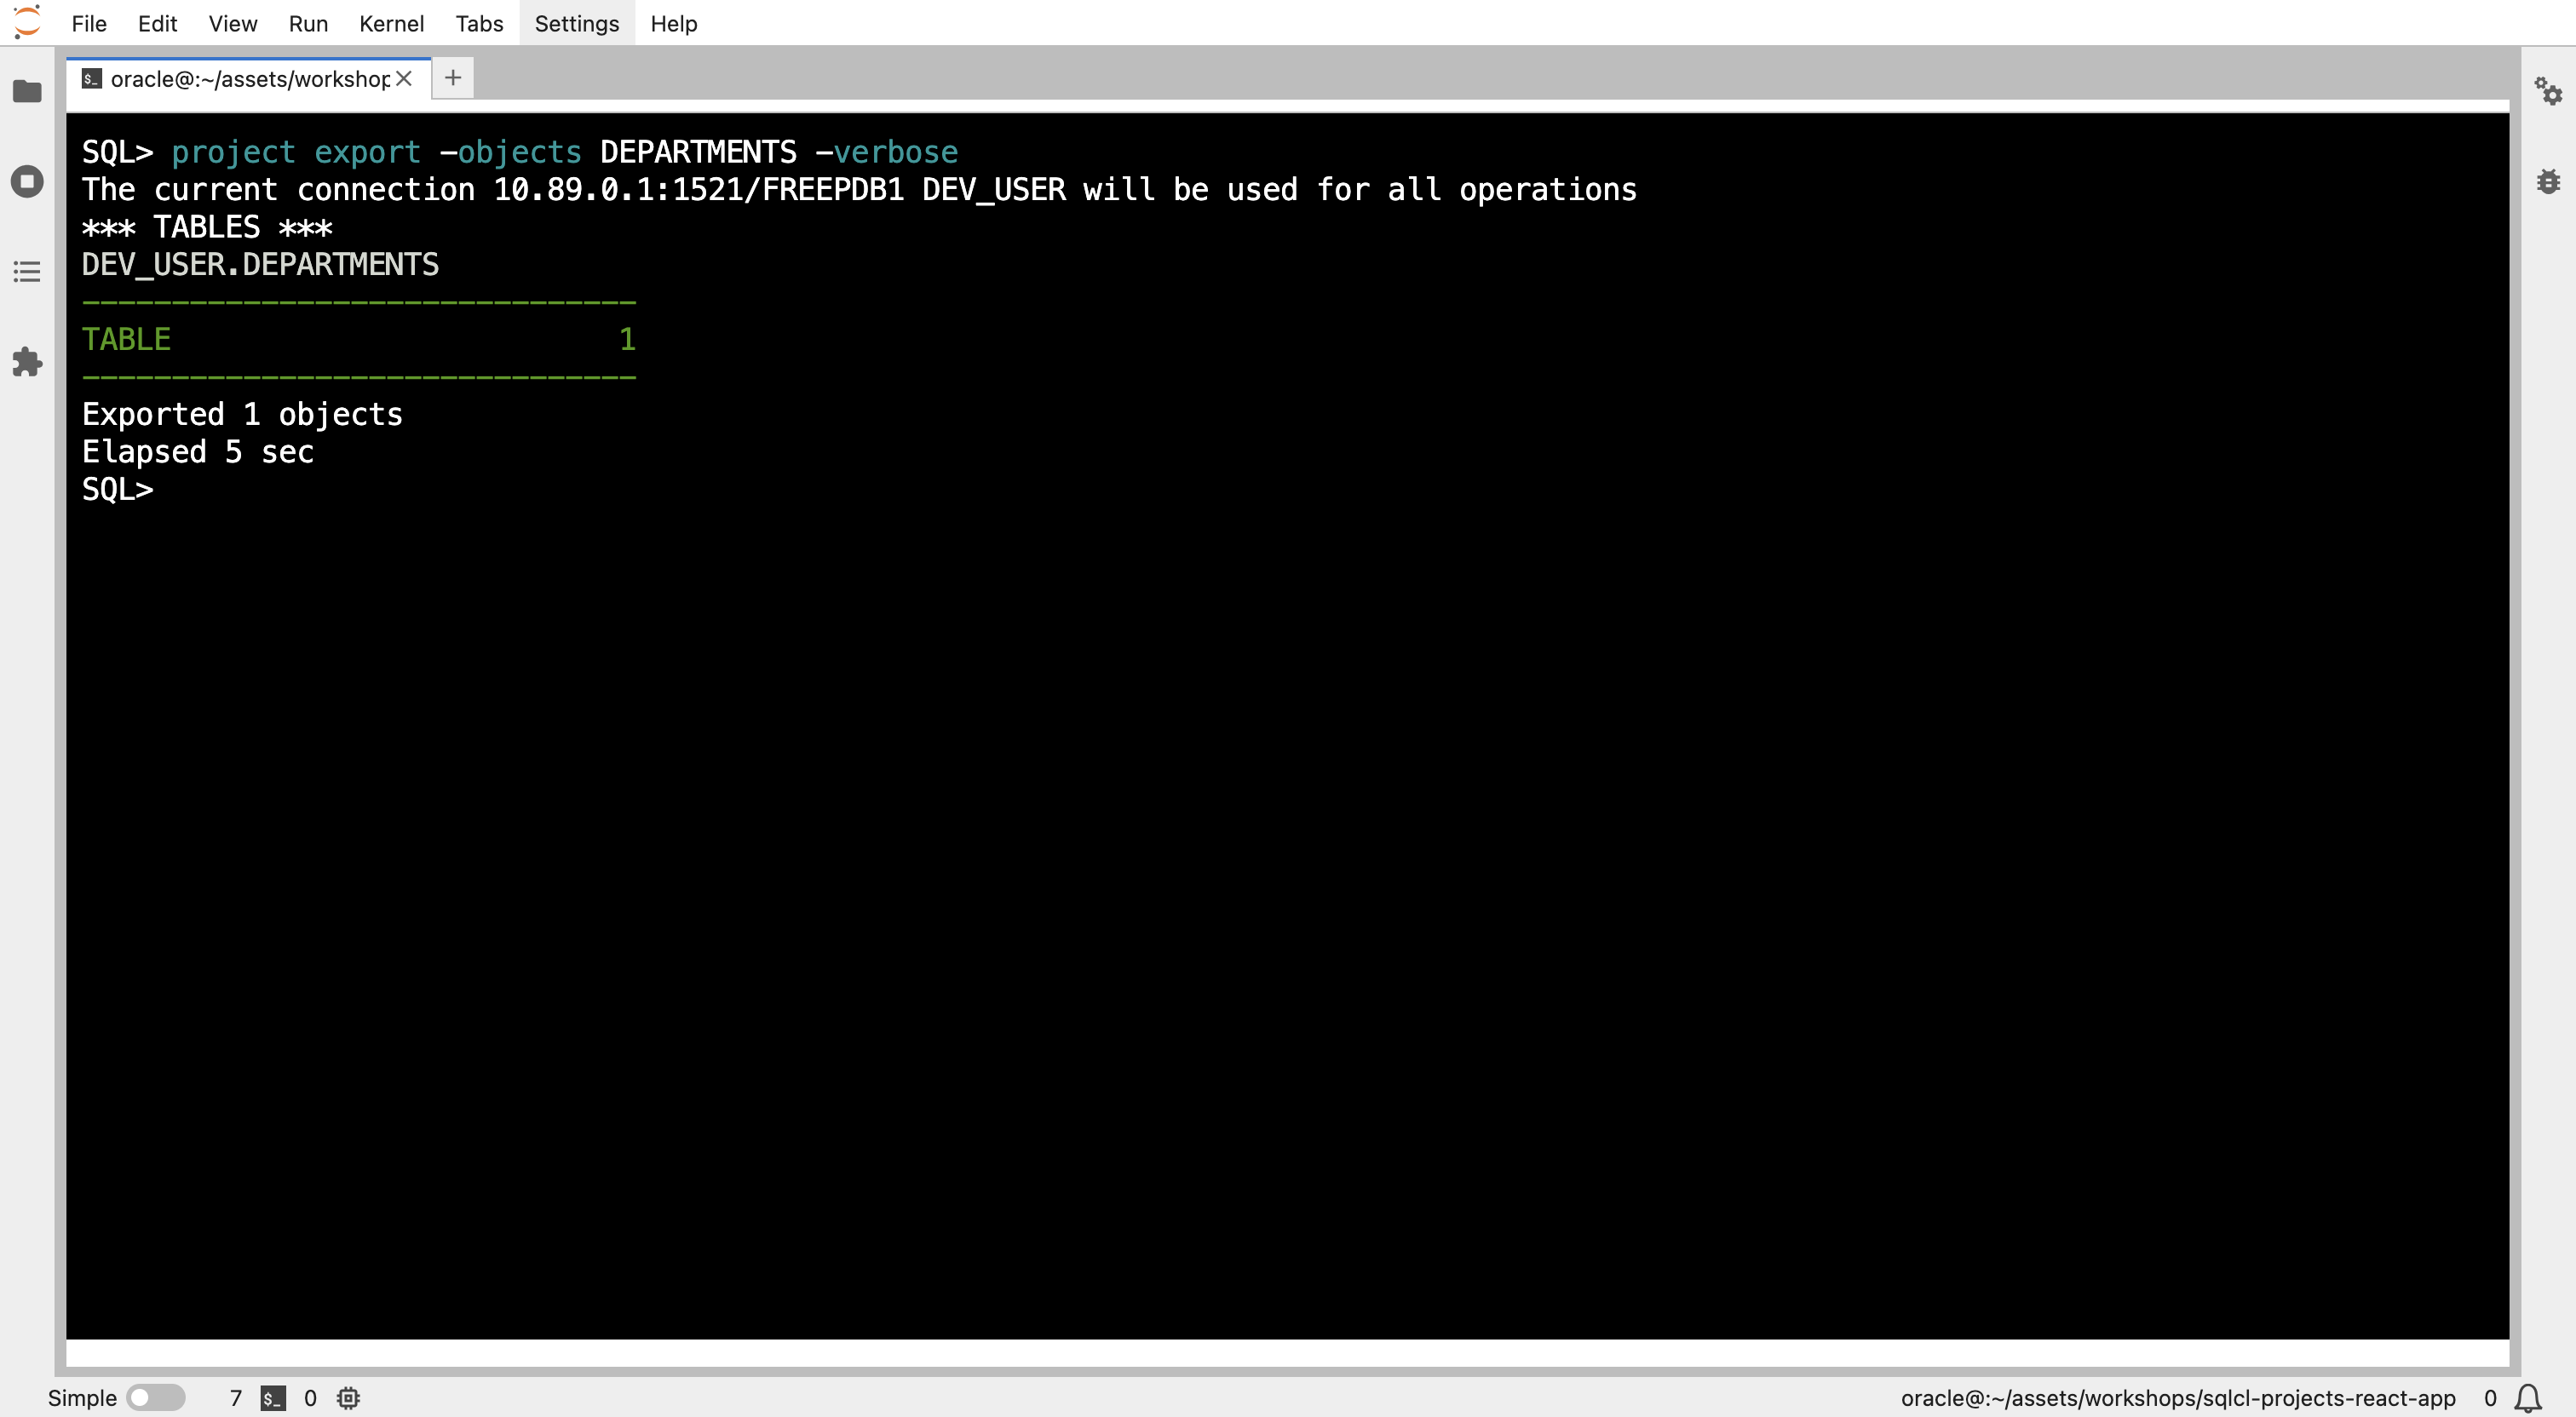 File Edit View Run Kernel Tabs Settings Help
$_ oracle@:~/assets/workshop
SQL> project export -objects DEPARTMENTS -verbose
The current connection 10.89.0.1:1521/FREEPDB1 DEV_USER will be used for all operations
*** TABLES ***
DEV_USER.DEPARTMENTS
-------------------------------
TABLE                         1
-------------------------------
Exported 1 objects
Elapsed 5 sec
SQL>
Simple 7 $_ 0 oracle@:~/assets/workshops/sqlcl-projects-react-app 0